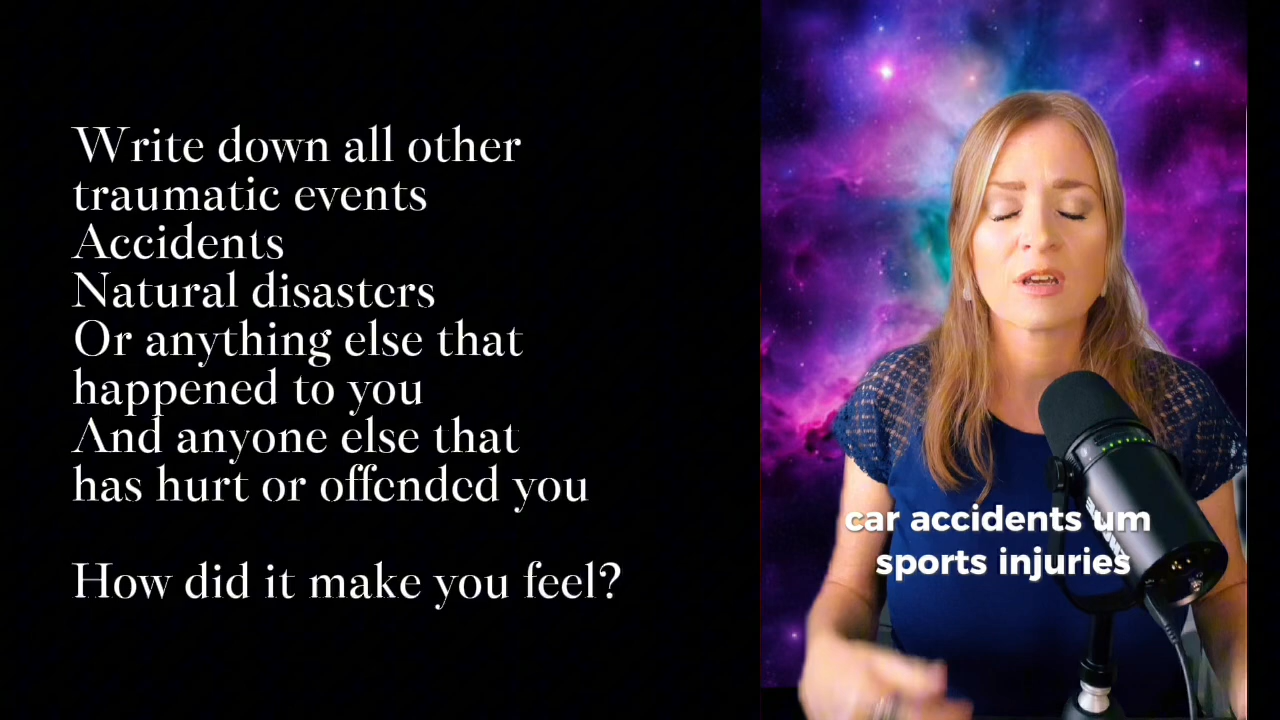 Write down all other
traumatic events
Accidents
Natural disasters
Or anything else that
happened to you
And anyone else that
has hurt or offended you
How did it make you feel?
car accidents um
sports injuries